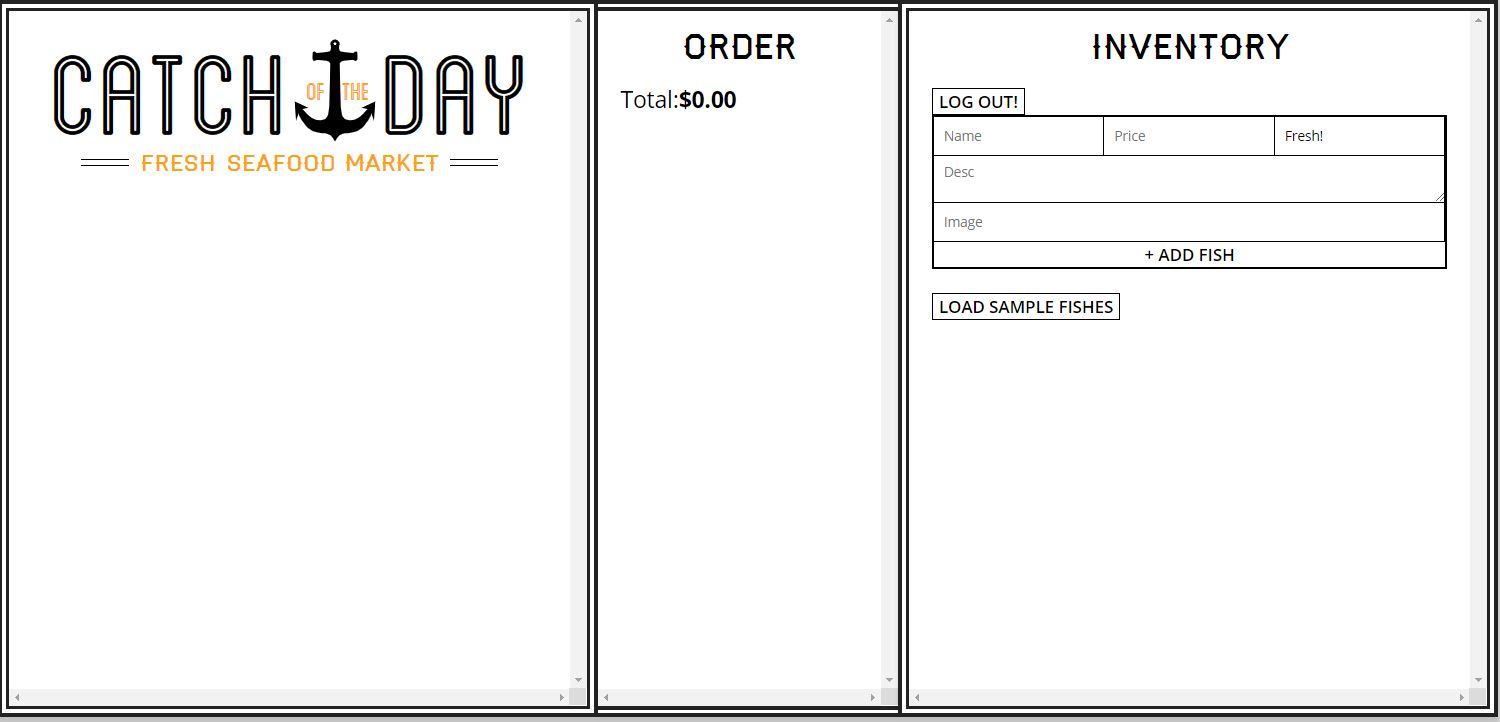 CATCH OF THE DAY
FRESH SEAFOOD MARKET
ORDER
Total:$0.00
INVENTORY
LOG OUT!
Name Price Fresh!
Desc
Image
+ ADD FISH
LOAD SAMPLE FISHES